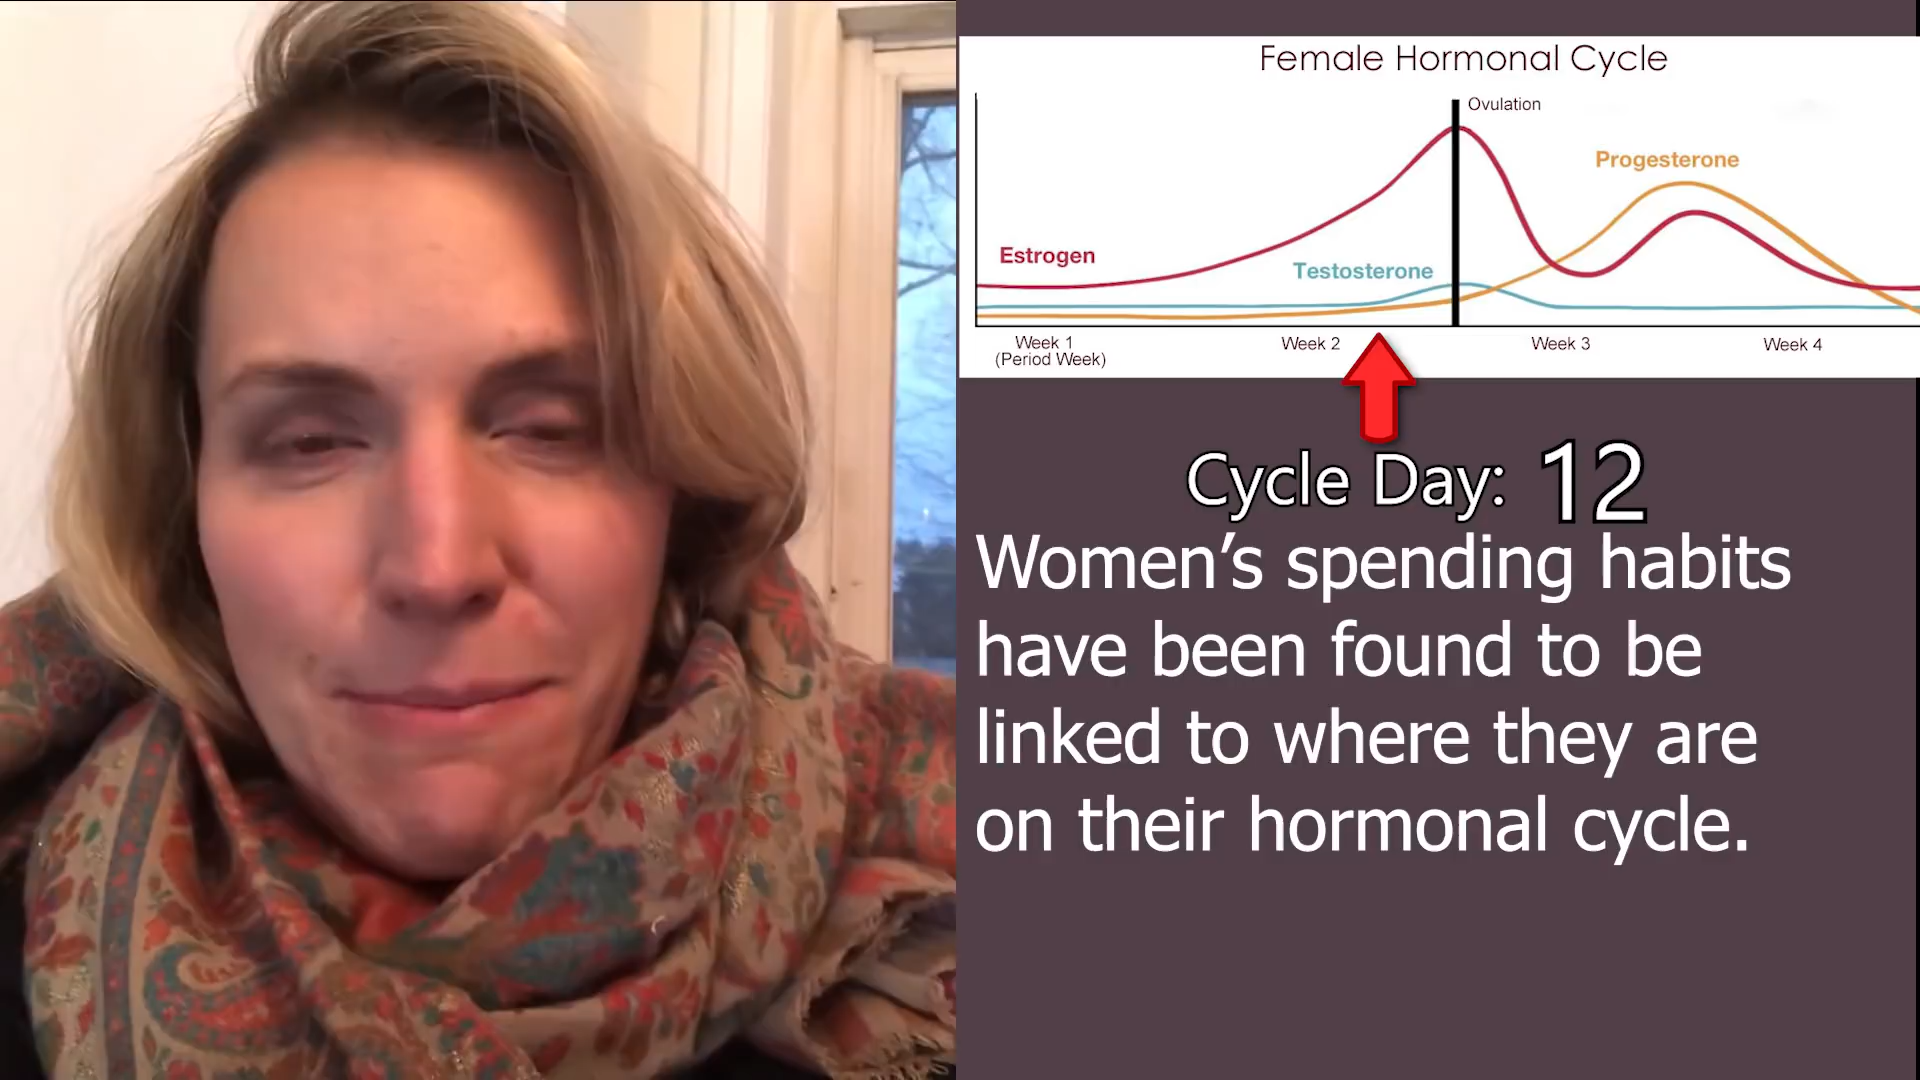 Female Hormonal Cycle
Ovulation
Progesterone
Estrogen
Testosterone
Week 1
(Period Week)
Week 2
Week 3
Week 4
Cycle Day: 12
Women’s spending habits
have been found to be
linked to where they are
on their hormonal cycle.